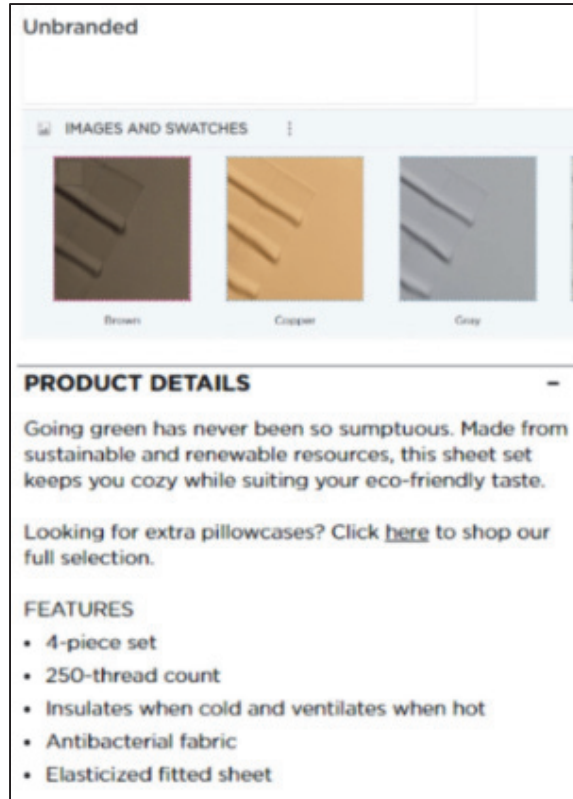 Unbranded
IMAGES AND SWATCHES
Brown Copper Gray
PRODUCT DETAILS –
Going green has never been so sumptuous. Made from
sustainable and renewable resources, this sheet set
keeps you cozy while suiting your eco-friendly taste.
Looking for extra pillowcases? Click here to shop our
full selection.
FEATURES
• 4-piece set
• 250-thread count
• Insulates when cold and ventilates when hot
• Antibacterial fabric
• Elasticized fitted sheet